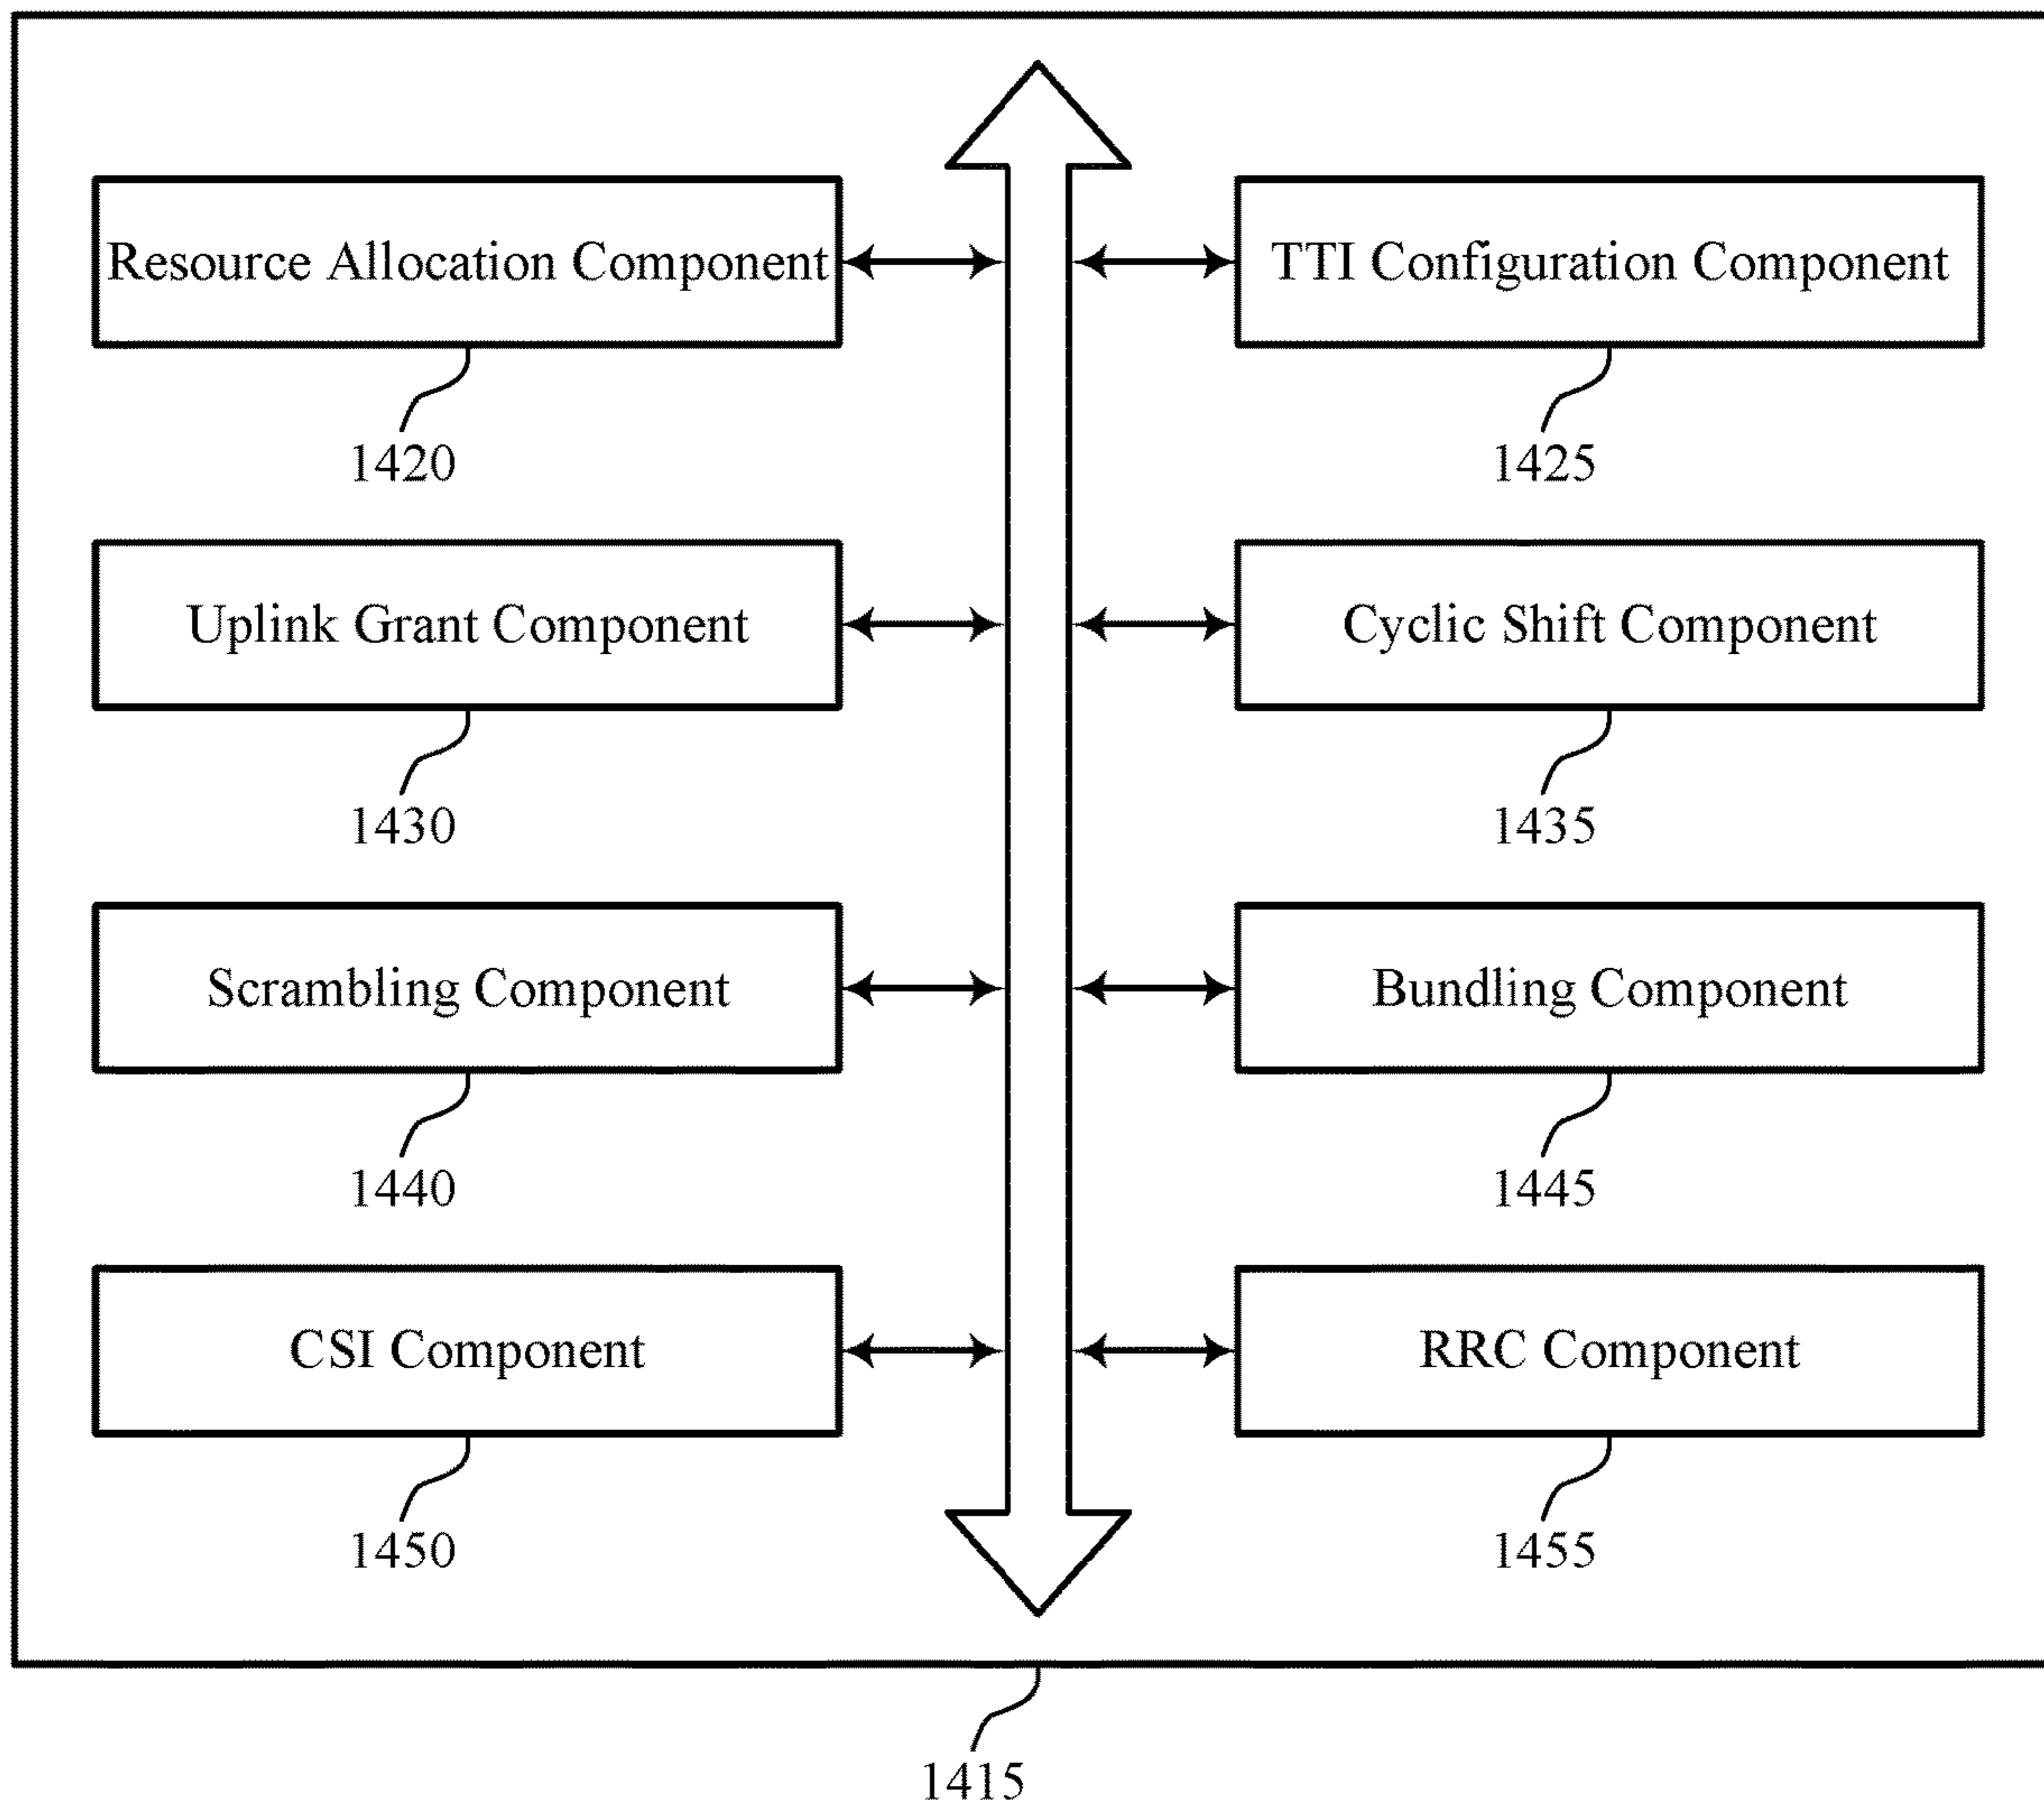 Resource Allocation Component
TTI Configuration Component
1420
1425
Uplink Grant Component
Cyclic Shift Component
1430
1435
Scrambling Component
Bundling Component
1440
1445
CSI Component
RRC Component
1450
1455
1415